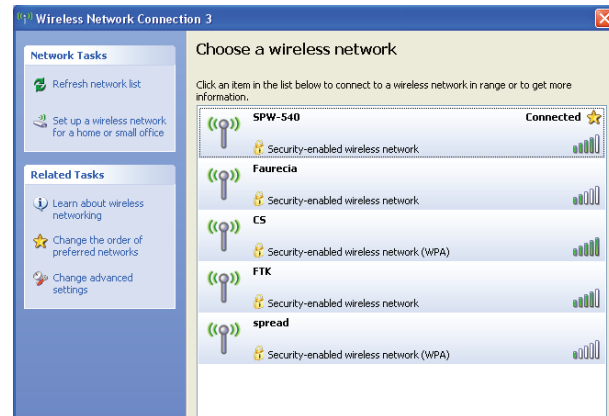 Wireless Network Connection 3
Network Tasks
Refresh network list
Set up a wireless network
for a home or small office
Related Tasks
Learn about wireless
networking
Change the order of
preferred networks
Change advanced
settings
Choose a wireless network
Click an item in the list below to connect to a wireless network in range or to get more
information.
SPW-540 Connected
Security-enabled wireless network
Faurecia
Security-enabled wireless network
CS
Security-enabled wireless network (WPA)
FTK
Security-enabled wireless network
spread
Security-enabled wireless network (WPA)